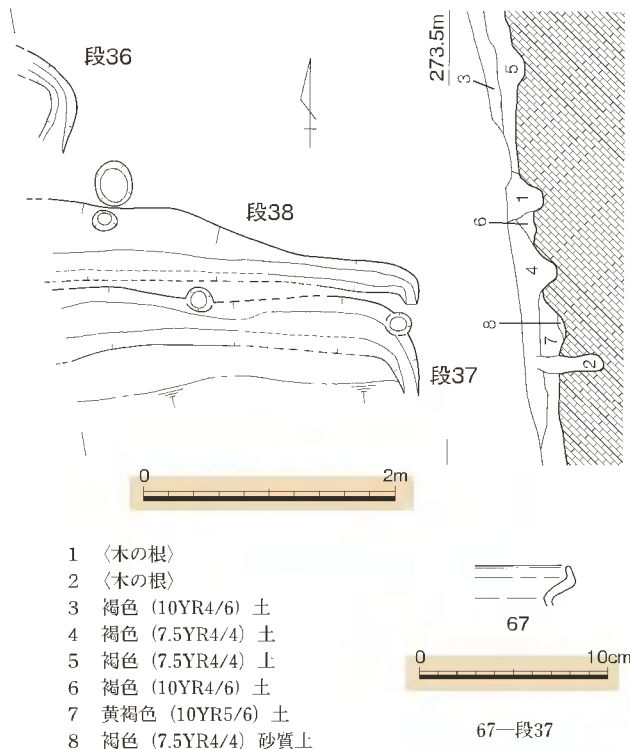 段36
273.5m
3
5
段38
1
6
4
8
7
2
段37
0 2m
1 〈木の根〉
2 〈木の根〉
3 褐色（10YR4/6）土
4 褐色（7.5YR4/4）土
5 褐色（7.5YR4/4）土
6 褐色（10YR4/6）土
7 黄褐色（10YR5/6）土
8 褐色（7.5YR4/4）砂質土
67
0 10cm
67—段37